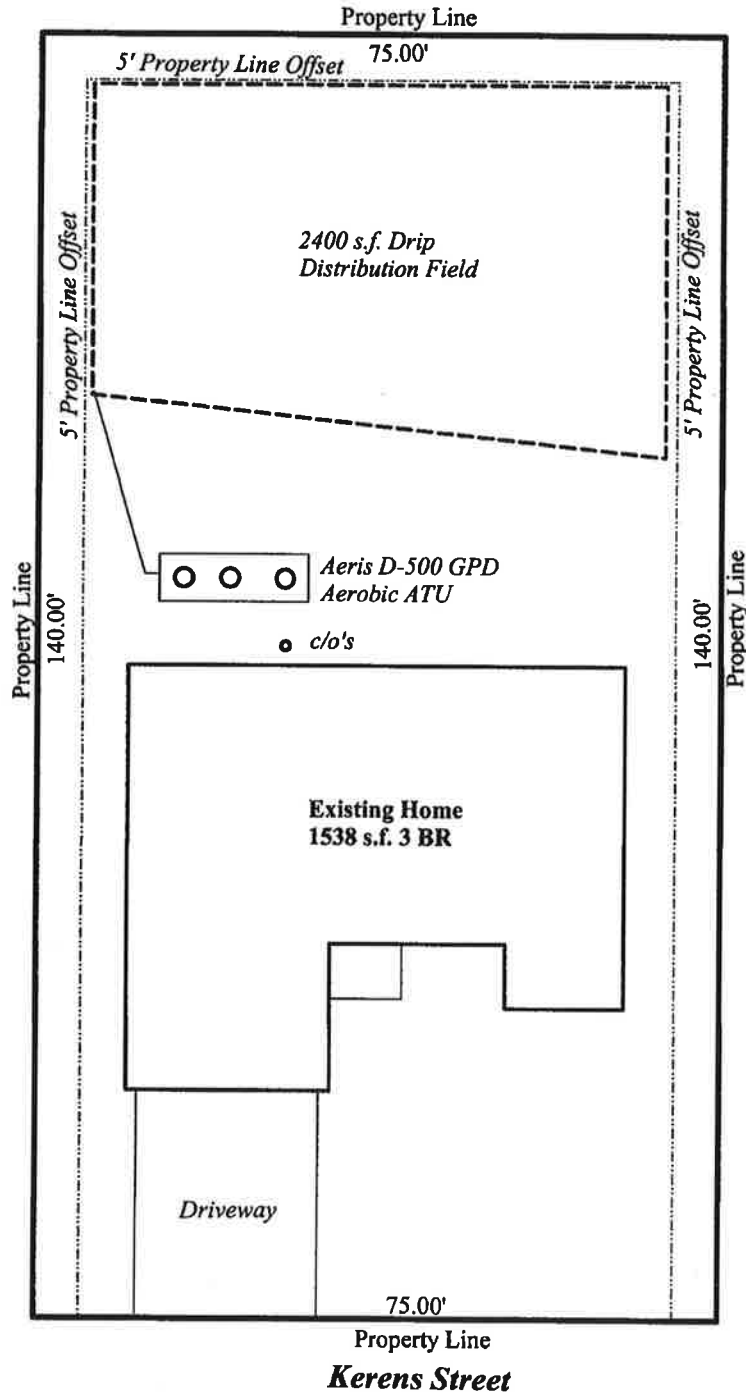 Property Line
75.00'
5' Property Line Offset
5' Property Line Offset
5' Property Line Offset
2400 s.f. Drip
Distribution Field
Aeris D-500 GPD
Aerobic ATU
c/o's
Property Line
140.00'
140.00'
Property Line
Existing Home
1538 s.f. 3 BR
Driveway
75.00'
Property Line
Kerens Street